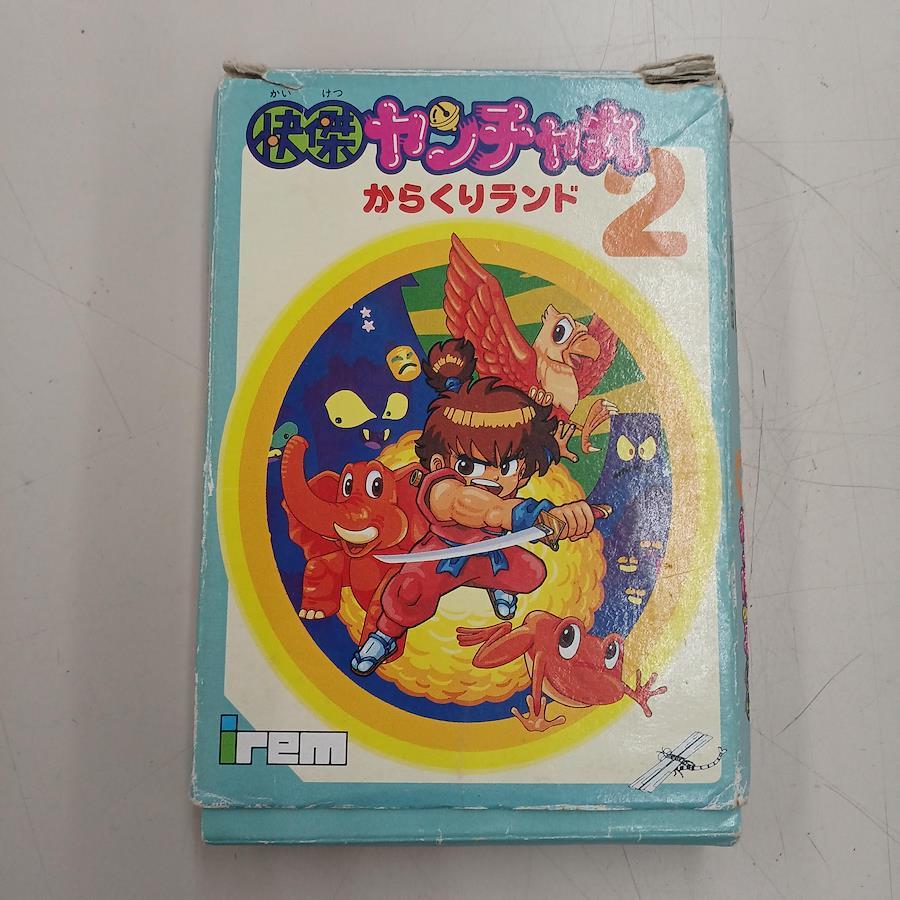 かい けつ
快傑ヤンチャ丸
2
からくりランド
irem